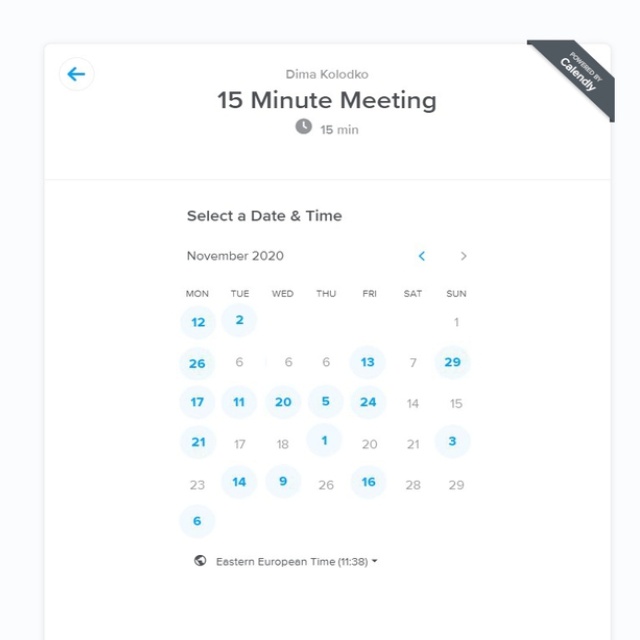 POWERED BY
Calendly
Dima Kolodko
15 Minute Meeting
15 min
Select a Date & Time
November 2020
MON TUE WED THU FRI SAT SUN
12 2 1
26 6 6 6 13 7 29
17 11 20 5 24 14 15
21 17 18 1 20 21 3
23 14 9 26 16 28 29
6
Eastern European Time (11:38)